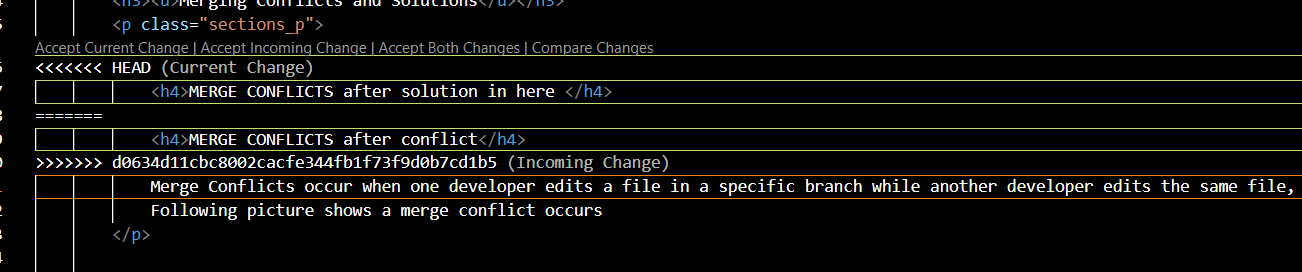 <h3><u>Merging Conflicts and Solutions</u></h3>
<p class="sections_p">
Accept Current Change | Accept Incoming Change | Accept Both Changes | Compare Changes
<<<<<<< HEAD (Current Change)
<h4>MERGE CONFLICTS after solution in here </h4>
=======
<h4>MERGE CONFLICTS after conflict</h4>
>>>>>>> d0634d11cbc8002cacfe344fb1f73f9d0b7cd1b5 (Incoming Change)
Merge Conflicts occur when one developer edits a file in a specific branch while another developer edits the same file,
Following picture shows a merge conflict occurs
</p>